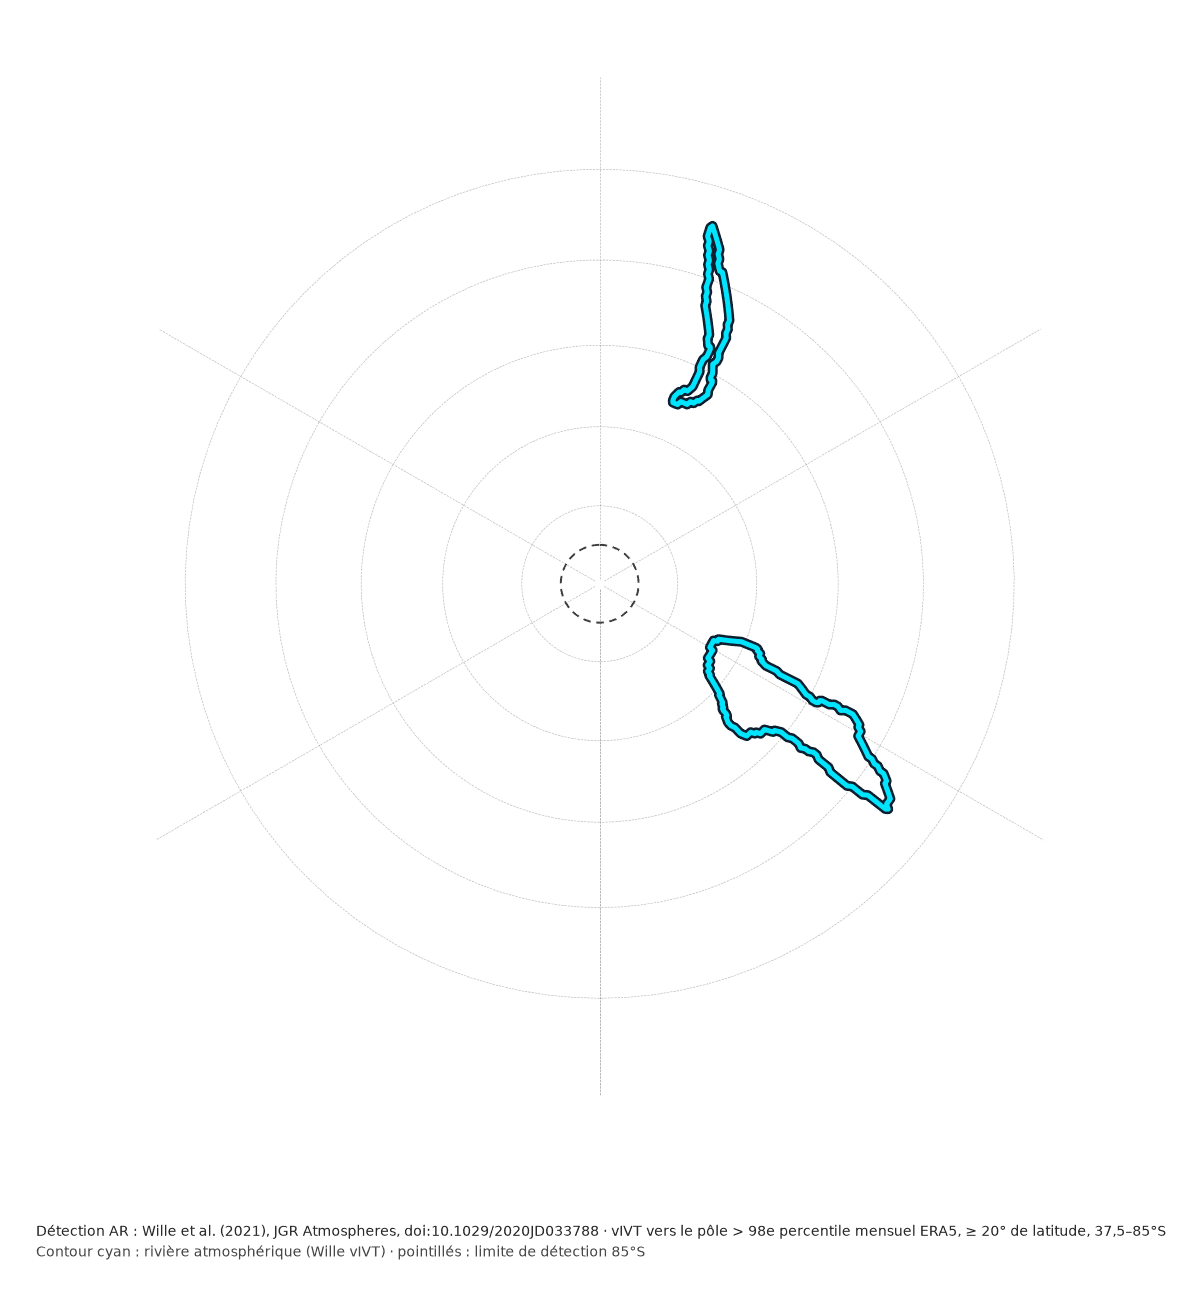 Détection AR : Wille et al. (2021), JGR Atmospheres, doi:10.1029/2020JD033788 · vIVT vers le pôle > 98e percentile mensuel ERA5, ≥ 20° de latitude, 37,5–85°S
Contour cyan : rivière atmosphérique (Wille vIVT) · pointillés : limite de détection 85°S